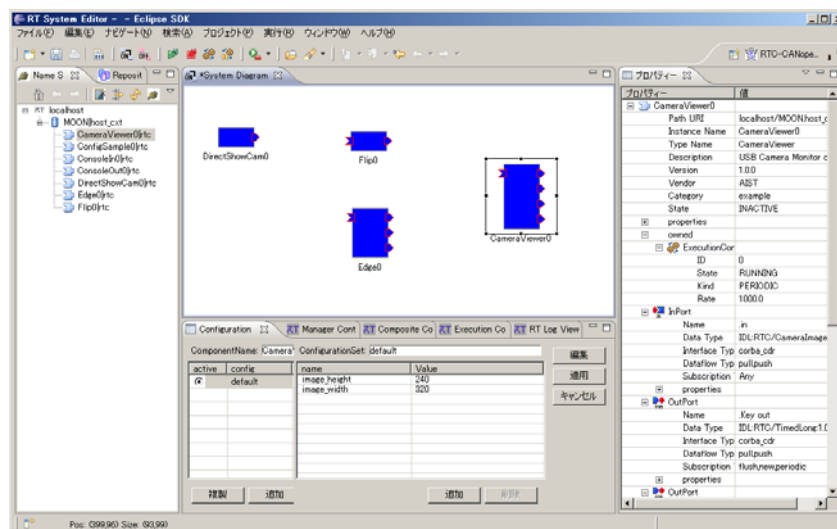 RT System Editor - - Eclipse SDK
ファイル(F) 編集(E) ナビゲート(N) 検索(A) プロジェクト(P) 実行(R) ウィンドウ(W) ヘルプ(H)
RTC-CANope..
Name S
Reposit
RT localhost
MOON|host_cxt
CameraViewer0|rtc
ConfigSample0|rtc
ConsoleIn0|rtc
ConsoleOut0|rtc
DirectShowCam0|rtc
Edge0|rtc
Flip0|rtc
*System Diagram
DirectShowCam0
Flip0
CameraViewer0
Edge0
Configuration
RT Manager Cont
RT Composite Co
RT Execution Co
RT RT Log View
ComponentName: Camera ConfigurationSet: default
active config
default
name Value
image_height 240
image_width 320
編集
適用
キャンセル
複製 追加
追加 削除
プロパティー
プロパティー 値
CameraViewer0
Path URI localhost/MOON.host_c
Instance Name CameraViewer0
Type Name CameraViewer
Description USB Camera Monitor c
Version 1.0.0
Vendor AIST
Category example
State INACTIVE
properties
owned
ExecutionCor
ID 0
State RUNNING
Kind PERIODIC
Rate 1000.0
InPort
Name .in
Data Type IDL:RTC/CameraImage
Interface Typ corba_cdr
Dataflow Typ pull,push
Subscription Any
properties
OutPort
Name .Key out
Data Type IDL:RTC/TimedLong:1.0
Interface Typ corba_cdr
Dataflow Typ pull,push
Subscription flush,new,periodic
properties
OutPort
Pos: (399,96) Size: (93,99)